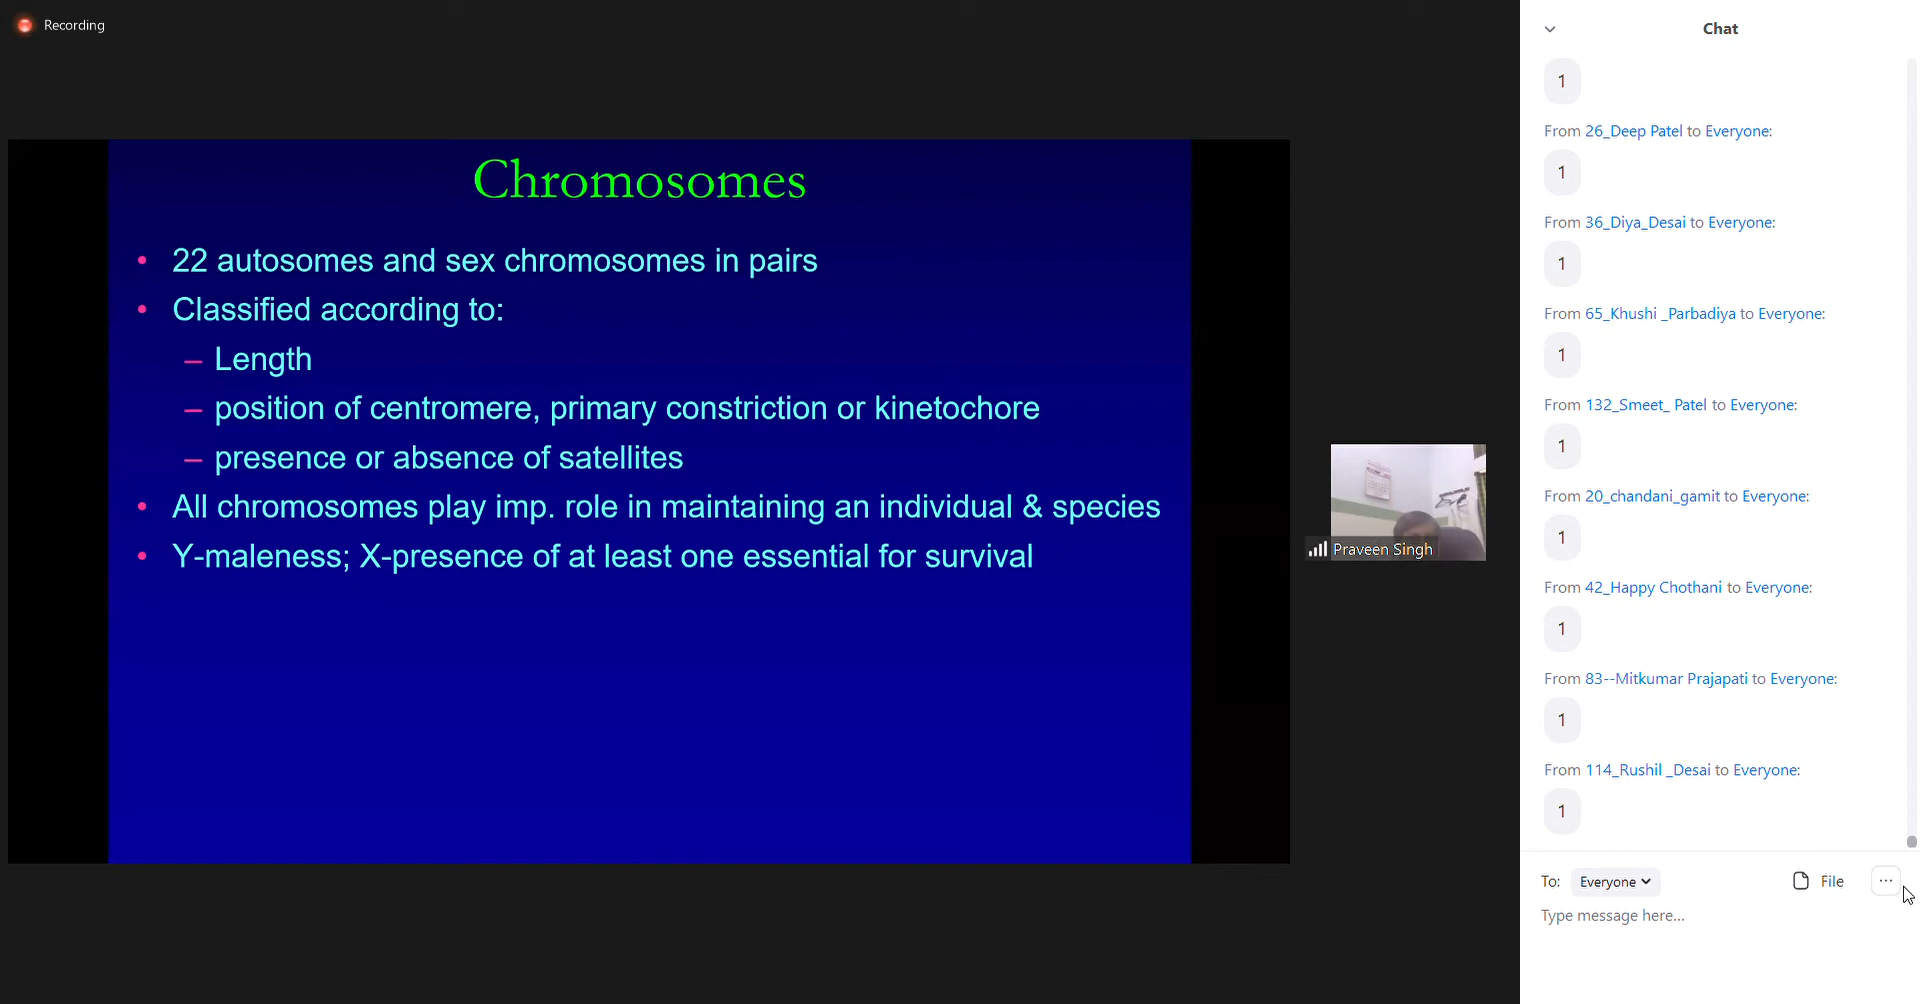 Recording
Chromosomes
• 22 autosomes and sex chromosomes in pairs
• Classified according to:
– Length
– position of centromere, primary constriction or kinetochore
– presence or absence of satellites
• All chromosomes play imp. role in maintaining an individual & species
• Y-maleness; X-presence of at least one essential for survival
Praveen Singh
Chat
1
From 26_Deep Patel to Everyone:
1
From 36_Diya_Desai to Everyone:
1
From 65_Khushi _Parbadiya to Everyone:
1
From 132_Smeet_ Patel to Everyone:
1
From 20_chandani_gamit to Everyone:
1
From 42_Happy Chothani to Everyone:
1
From 83--Mitkumar Prajapati to Everyone:
1
From 114_Rushil _Desai to Everyone:
1
To: Everyone File ...
Type message here...